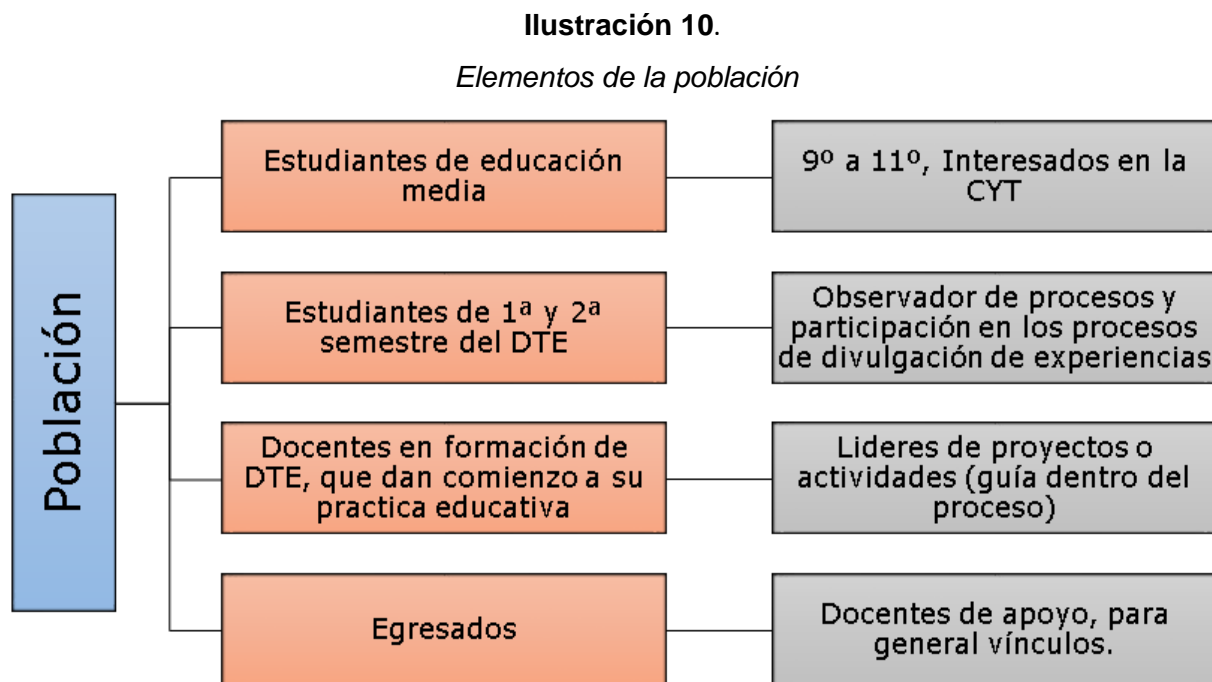 Ilustración 10.
Elementos de la población
Población
Estudiantes de educación
media
9º a 11º, Interesados en la
CYT
Estudiantes de 1ª y 2ª
semestre del DTE
Observador de procesos y
participación en los procesos
de divulgación de experiencias
Docentes en formación de
DTE, que dan comienzo a su
practica educativa
Lideres de proyectos o
actividades (guía dentro del
proceso)
Egresados
Docentes de apoyo, para
general vínculos.